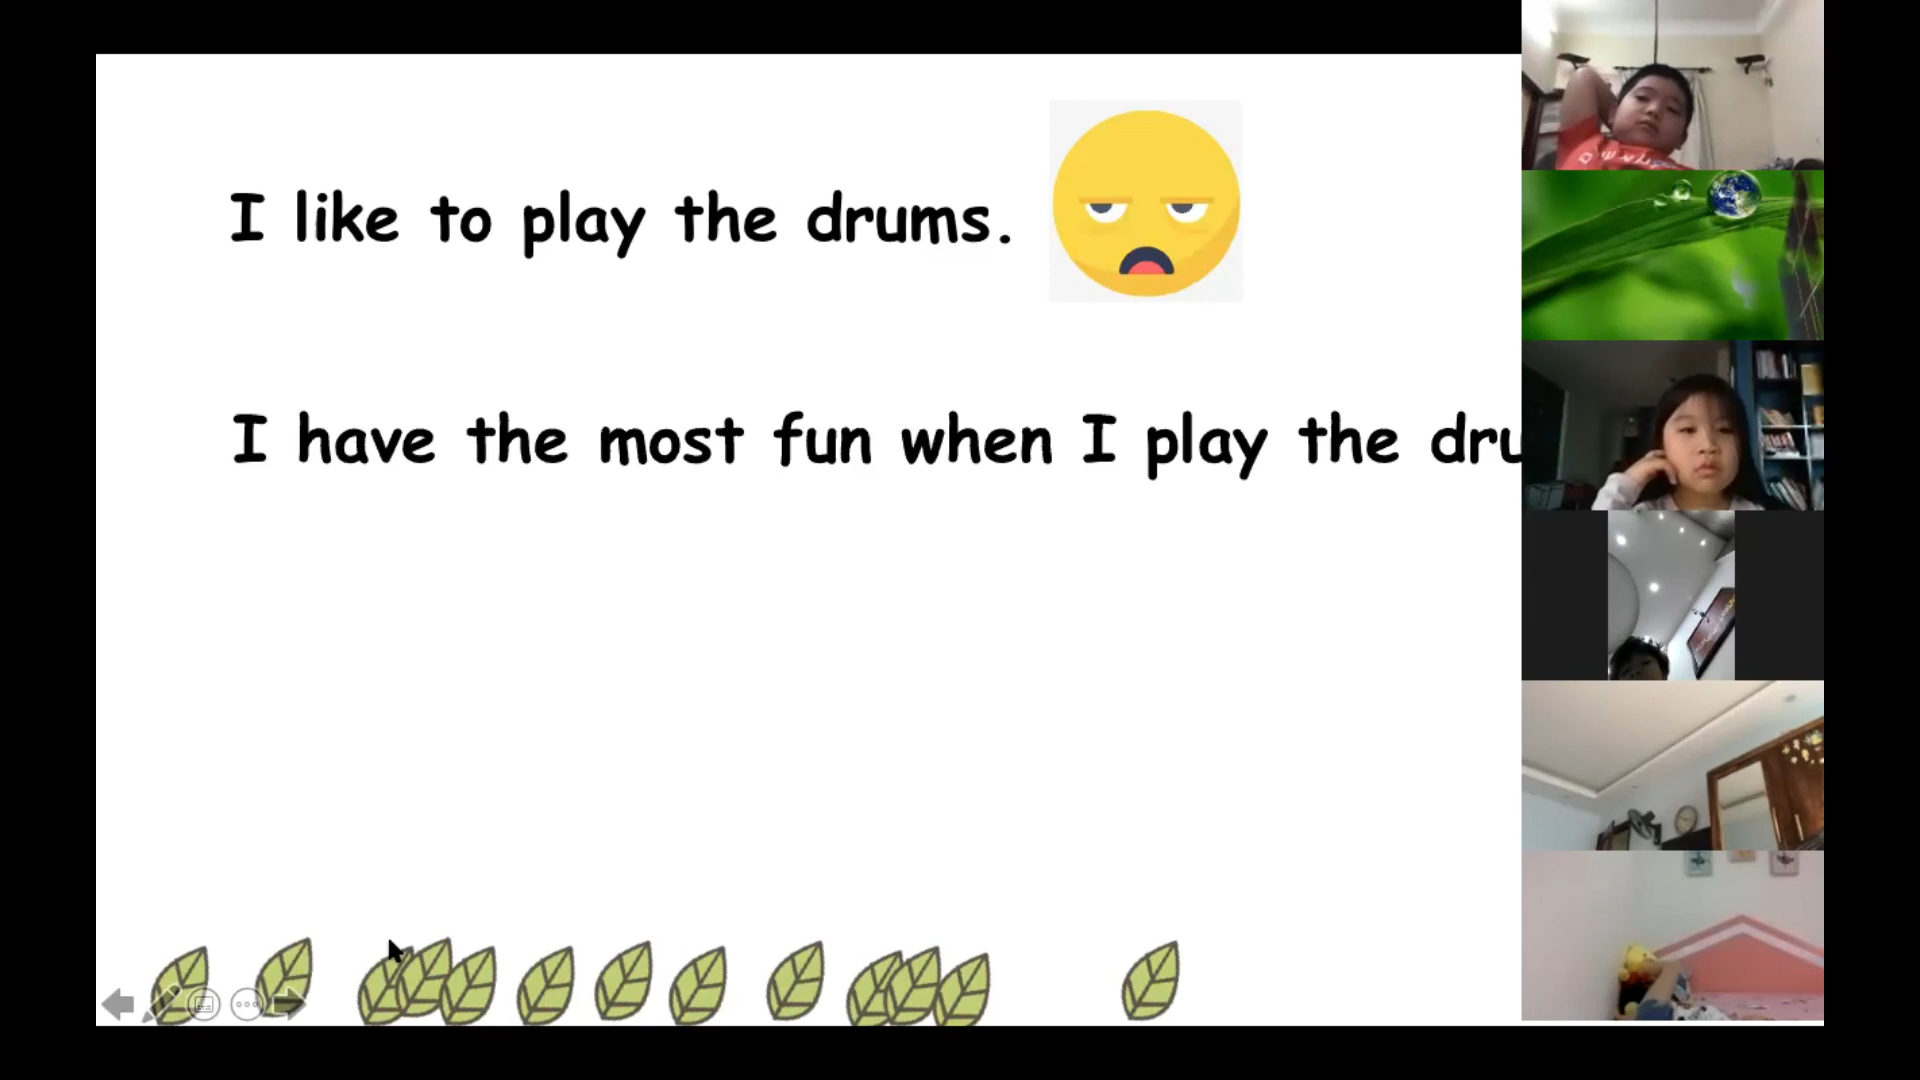 I like to play the drums.
I have the most fun when I play the dru